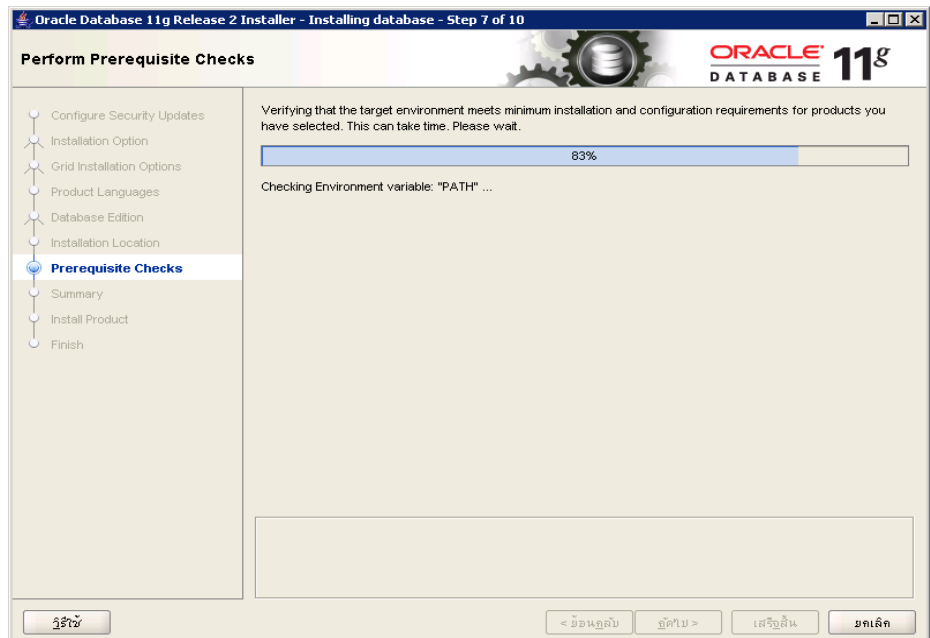 Oracle Database 11g Release 2 Installer - Installing database - Step 7 of 10
Perform Prerequisite Checks
ORACLE
DATABASE
11g
Configure Security Updates
Installation Option
Grid Installation Options
Product Languages
Database Edition
Installation Location
Prerequisite Checks
Summary
Install Product
Finish
Verifying that the target environment meets minimum installation and configuration requirements for products you
have selected. This can take time. Please wait.
83%
Checking Environment variable: "PATH" ...
วิธีใช้
< ย้อนกลับ
ถัดไป >
เสร็จสิ้น
ยกเลิก